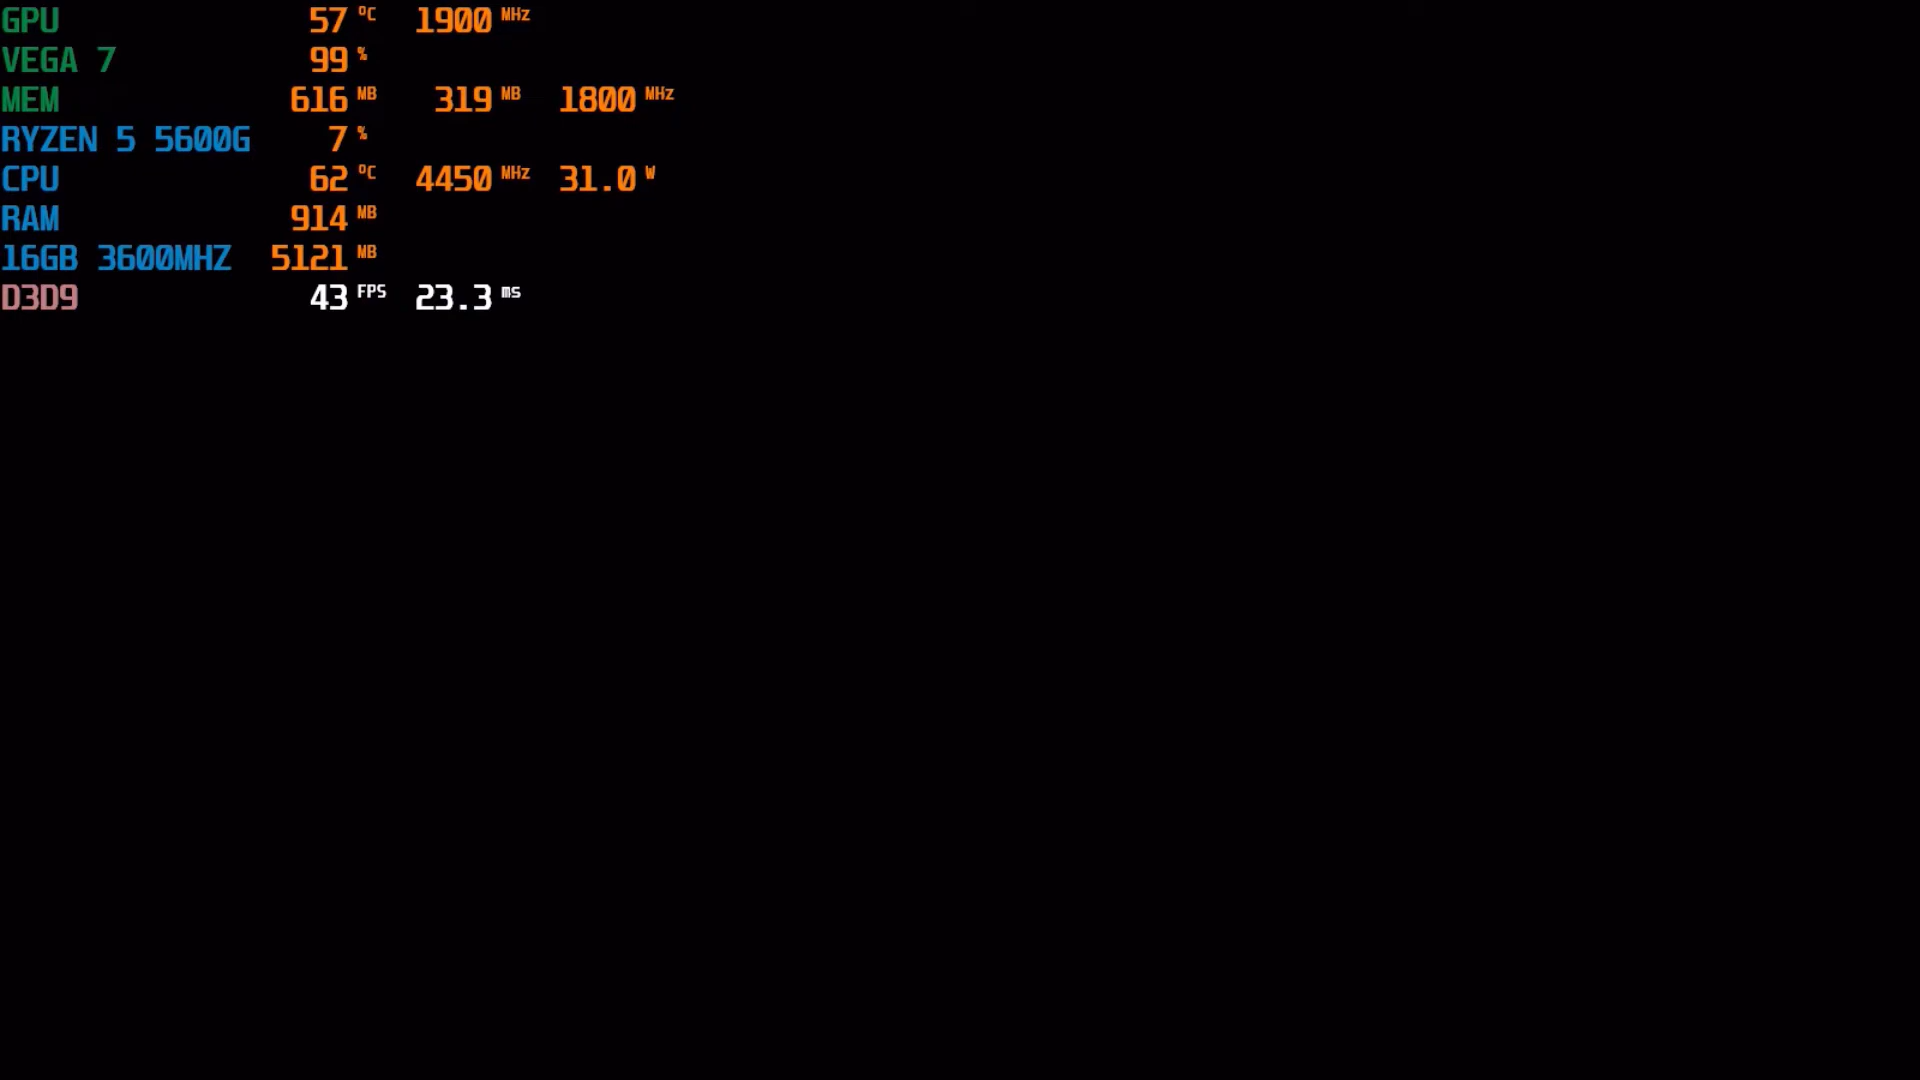 GPU 57 °C 1900 MHz
VEGA 7 99 %
MEM 616 MB 319 MB 1800 MHz
RYZEN 5 5600G 7 %
CPU 62 °C 4450 MHz 31.0 W
RAM 914 MB
16GB 3600MHZ 5121 MB
D3D9 43 FPS 23.3 ms